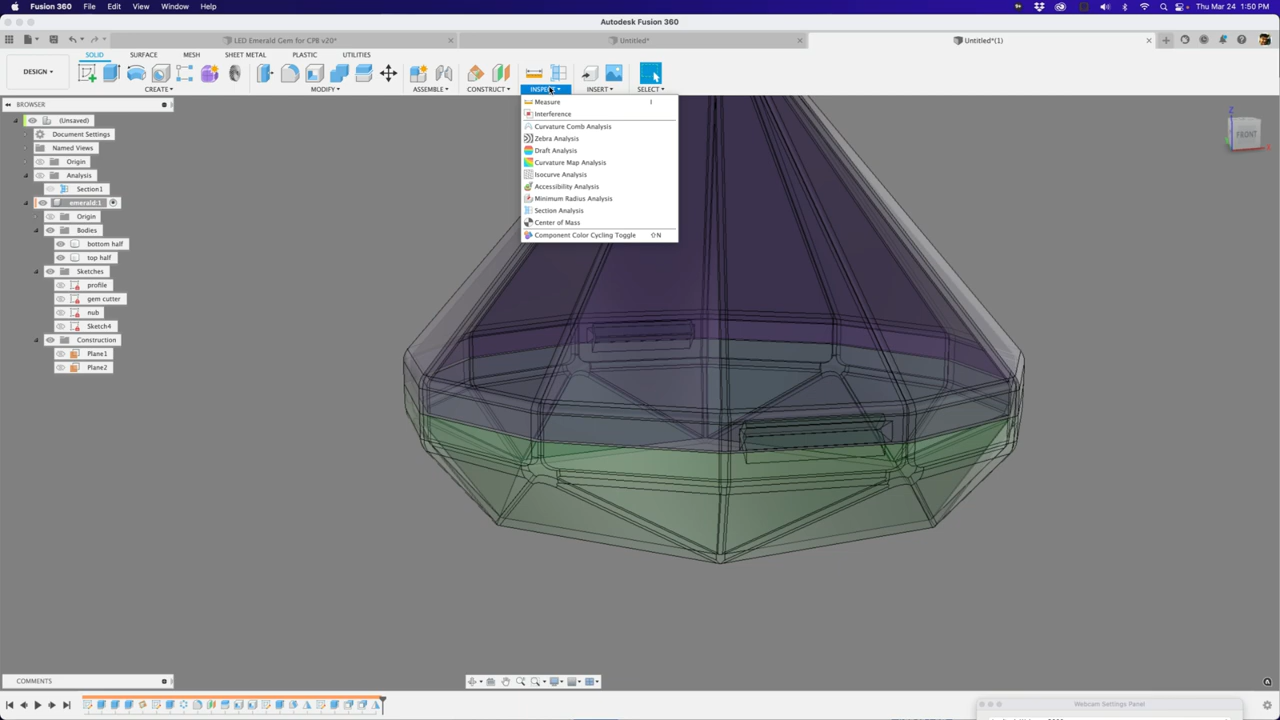 Fusion 360 File Edit View Window Help
Thu Mar 24 1:50 PM
Autodesk Fusion 360
LED Emerald Gem for CPB v20*
Untitled*
Untitled*(1)
SOLID SURFACE MESH SHEET METAL PLASTIC UTILITIES
DESIGN
CREATE MODIFY ASSEMBLE CONSTRUCT INSPECT INSERT SELECT
BROWSER
(Unsaved)
Document Settings
Named Views
Origin
Analysis
Section1
emerald:1
Origin
Bodies
bottom half
top half
Sketches
profile
gem cutter
nub
Sketch4
Construction
Plane1
Plane2
Measure I
Interference
Curvature Comb Analysis
Zebra Analysis
Draft Analysis
Curvature Map Analysis
Isocurve Analysis
Accessibility Analysis
Minimum Radius Analysis
Section Analysis
Center of Mass
Component Color Cycling Toggle ⇧N
Z
FRONT
X
COMMENTS
Webcam Settings Panel